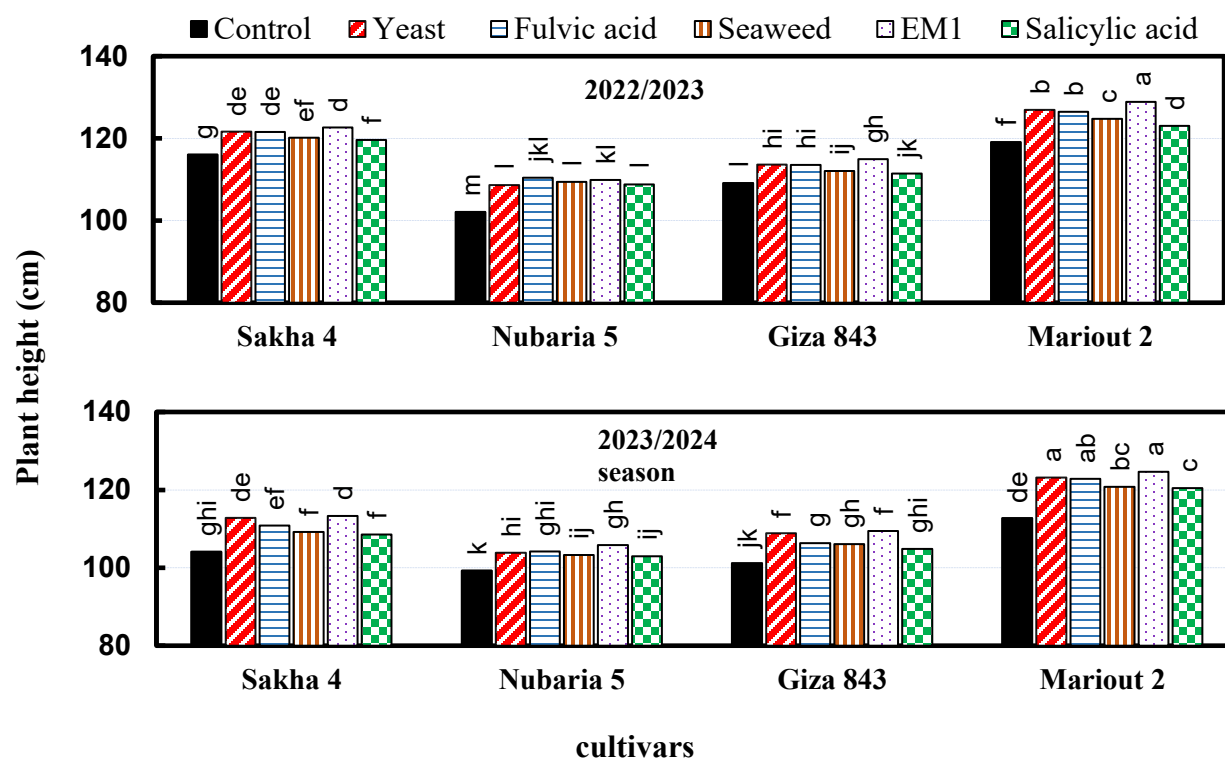 Control Yeast Fulvic acid Seaweed EM1 Salicylic acid
Plant height (cm)
140
120
100
80
2022/2023
g de de ef d f
m l jkl l kl l
l hi hi ij gh jk
f b b c a d
Sakha 4 Nubaria 5 Giza 843 Mariout 2
140
120
100
80
2023/2024
season
ghi de ef f d f
k hi ghi ij gh ij
jk f g gh f ghi
de a ab bc a c
Sakha 4 Nubaria 5 Giza 843 Mariout 2
cultivars